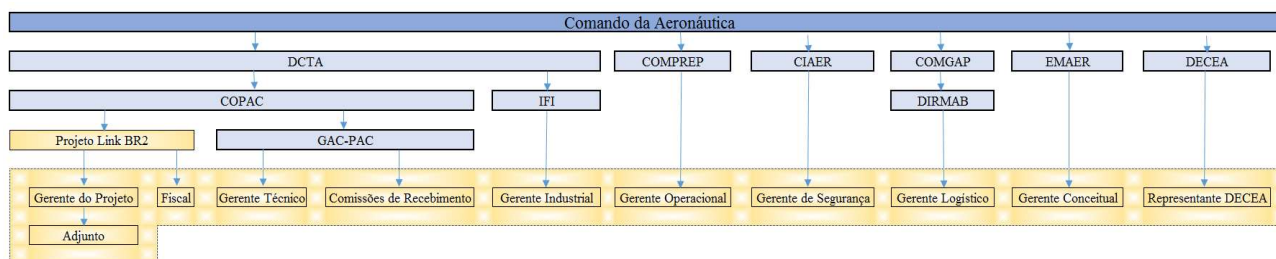 Comando da Aeronáutica
DCTA
COMPREP
CIAER
COMGAP
EMAER
DECEA
COPAC
IFI
DIRMAB
Projeto Link BR2
GAC-PAC
Gerente do Projeto
Fiscal
Gerente Técnico
Comissões de Recebimento
Gerente Industrial
Gerente Operacional
Gerente de Segurança
Gerente Logístico
Gerente Conceitual
Representante DECEA
Adjunto